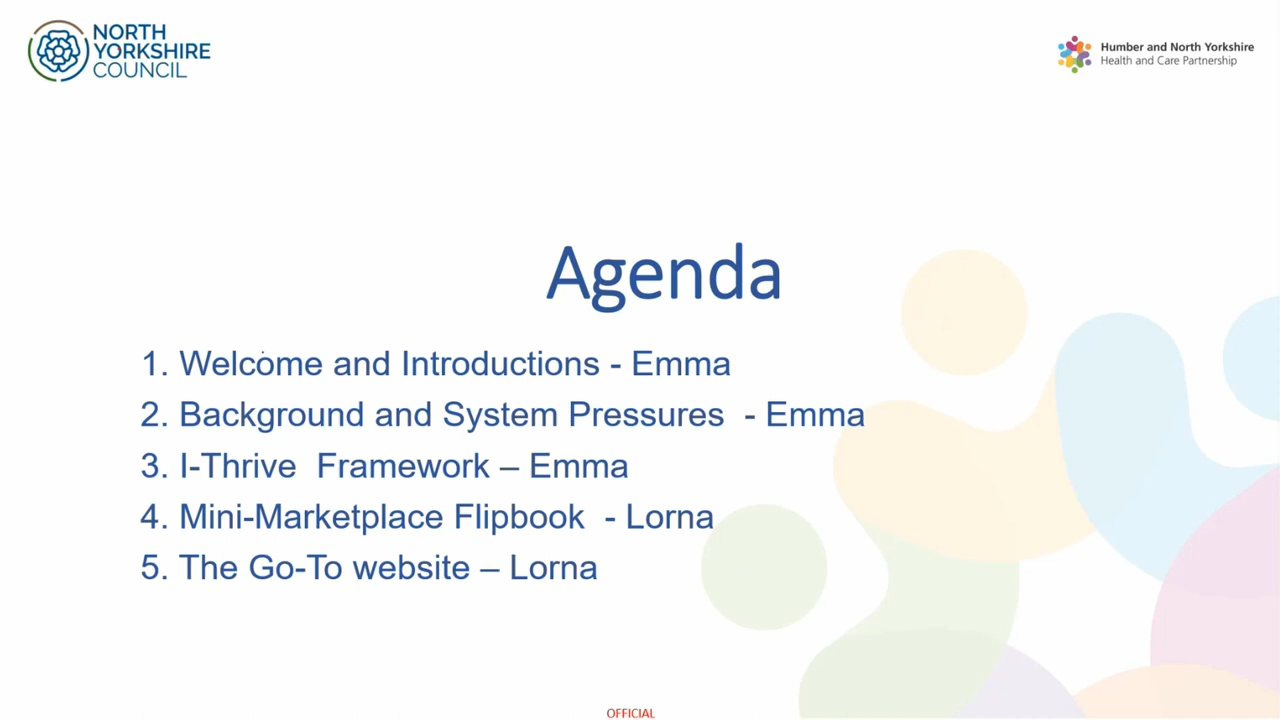 NORTH
YORKSHIRE
COUNCIL
Humber and North Yorkshire
Health and Care Partnership
Agenda
1. Welcome and Introductions - Emma
2. Background and System Pressures  - Emma
3. I-Thrive  Framework – Emma
4. Mini-Marketplace Flipbook  - Lorna
5. The Go-To website – Lorna
OFFICIAL